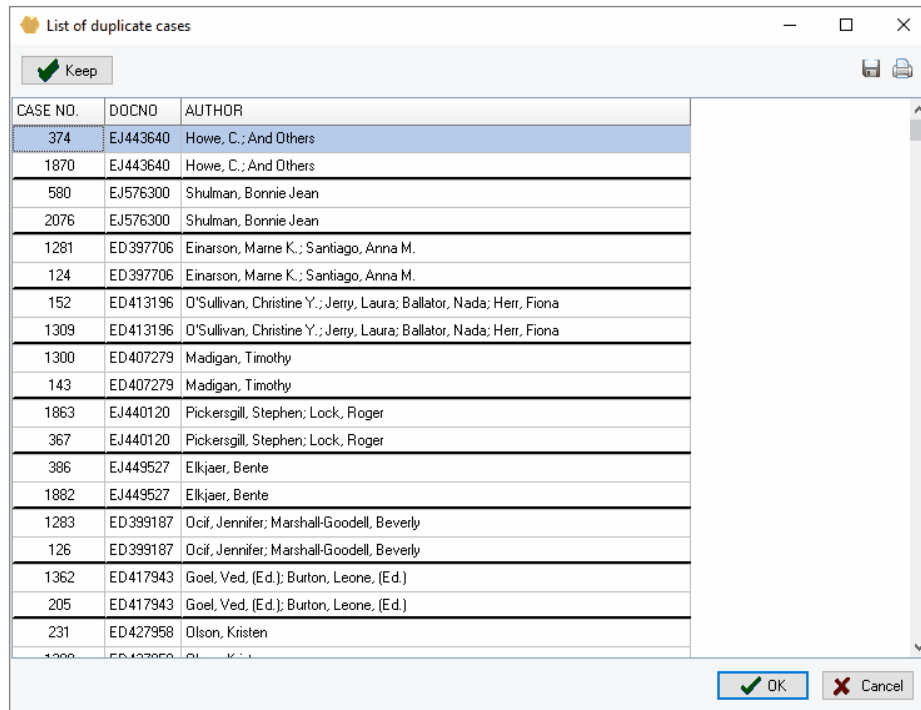 List of duplicate cases
Keep
CASE NO. DOCNO AUTHOR
374 EJ443640 Howe, C.; And Others
1870 EJ443640 Howe, C.; And Others
580 EJ576300 Shulman, Bonnie Jean
2076 EJ576300 Shulman, Bonnie Jean
1281 ED397706 Einarson, Marne K.; Santiago, Anna M.
124 ED397706 Einarson, Marne K.; Santiago, Anna M.
152 ED413196 O'Sullivan, Christine Y.; Jerry, Laura; Ballator, Nada; Herr, Fiona
1309 ED413196 O'Sullivan, Christine Y.; Jerry, Laura; Ballator, Nada; Herr, Fiona
1300 ED407279 Madigan, Timothy
143 ED407279 Madigan, Timothy
1863 EJ440120 Pickersgill, Stephen; Lock, Roger
367 EJ440120 Pickersgill, Stephen; Lock, Roger
386 EJ449527 Elkjaer, Bente
1882 EJ449527 Elkjaer, Bente
1283 ED399187 Ocif, Jennifer; Marshall-Goodell, Beverly
126 ED399187 Ocif, Jennifer; Marshall-Goodell, Beverly
1362 ED417943 Goel, Ved, (Ed.); Burton, Leone, (Ed.)
205 ED417943 Goel, Ved, (Ed.); Burton, Leone, (Ed.)
231 ED427958 Olson, Kristen
OK Cancel